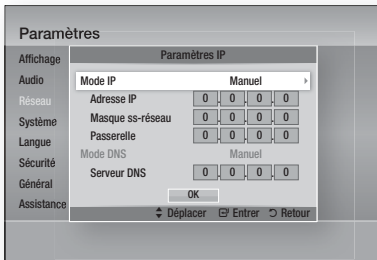 Paramètres
Affichage
Audio
Réseau
Système
Langue
Sécurité
Général
Assistance
Paramètres IP
Mode IP Manuel
Adresse IP 0 . 0 . 0 . 0
Masque ss-réseau 0 . 0 . 0 . 0
Passerelle 0 . 0 . 0 . 0
Mode DNS Manuel
Serveur DNS 0 . 0 . 0 . 0
OK
Déplacer Entrer Retour